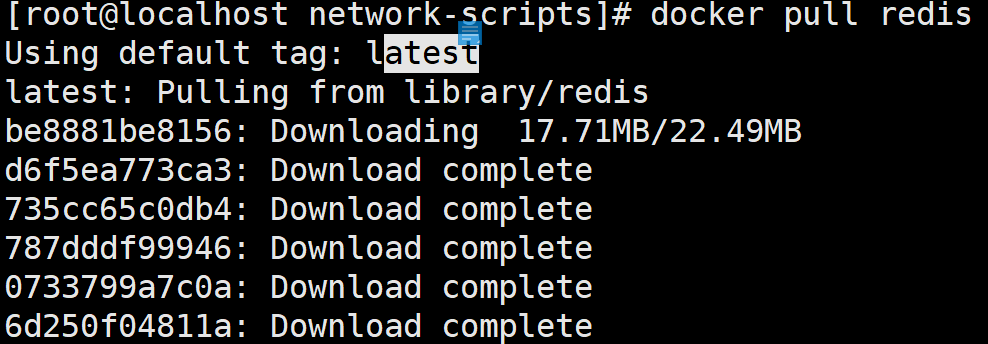 [root@localhost network-scripts]# docker pull redis
Using default tag: latest
latest: Pulling from library/redis
be8881be8156: Downloading  17.71MB/22.49MB
d6f5ea773ca3: Download complete
735cc65c0db4: Download complete
787dddf99946: Download complete
0733799a7c0a: Download complete
6d250f04811a: Download complete